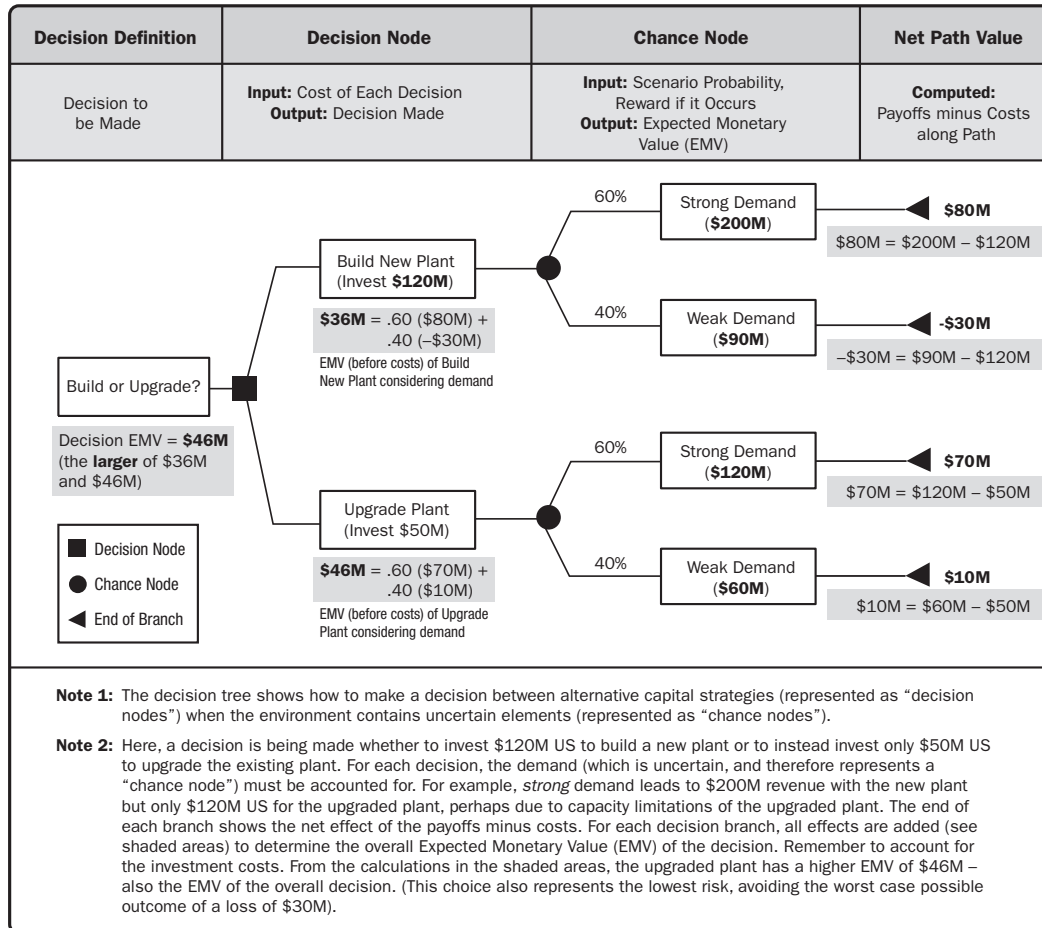 Decision Definition
Decision Node
Chance Node
Net Path Value
Decision to
be Made
Input: Cost of Each Decision
Output: Decision Made
Input: Scenario Probability,
Reward if it Occurs
Output: Expected Monetary
Value (EMV)
Computed:
Payoffs minus Costs
along Path
Build or Upgrade?
Decision EMV = $46M
(the larger of $36M
and $46M)
Build New Plant
(Invest $120M)
$36M = .60 ($80M) +
.40 (–$30M)
EMV (before costs) of Build
New Plant considering demand
60%
Strong Demand
($200M)
$80M
$80M = $200M – $120M
40%
Weak Demand
($90M)
-$30M
–$30M = $90M – $120M
Upgrade Plant
(Invest $50M)
$46M = .60 ($70M) +
.40 ($10M)
EMV (before costs) of Upgrade
Plant considering demand
60%
Strong Demand
($120M)
$70M
$70M = $120M – $50M
40%
Weak Demand
($60M)
$10M
$10M = $60M – $50M
Decision Node
Chance Node
End of Branch
Note 1: The decision tree shows how to make a decision between alternative capital strategies (represented as “decision
nodes”) when the environment contains uncertain elements (represented as “chance nodes”).
Note 2: Here, a decision is being made whether to invest $120M US to build a new plant or to instead invest only $50M US
to upgrade the existing plant. For each decision, the demand (which is uncertain, and therefore represents a
“chance node”) must be accounted for. For example, strong demand leads to $200M revenue with the new plant
but only $120M US for the upgraded plant, perhaps due to capacity limitations of the upgraded plant. The end of
each branch shows the net effect of the payoffs minus costs. For each decision branch, all effects are added (see
shaded areas) to determine the overall Expected Monetary Value (EMV) of the decision. Remember to account for
the investment costs. From the calculations in the shaded areas, the upgraded plant has a higher EMV of $46M –
also the EMV of the overall decision. (This choice also represents the lowest risk, avoiding the worst case possible
outcome of a loss of $30M).